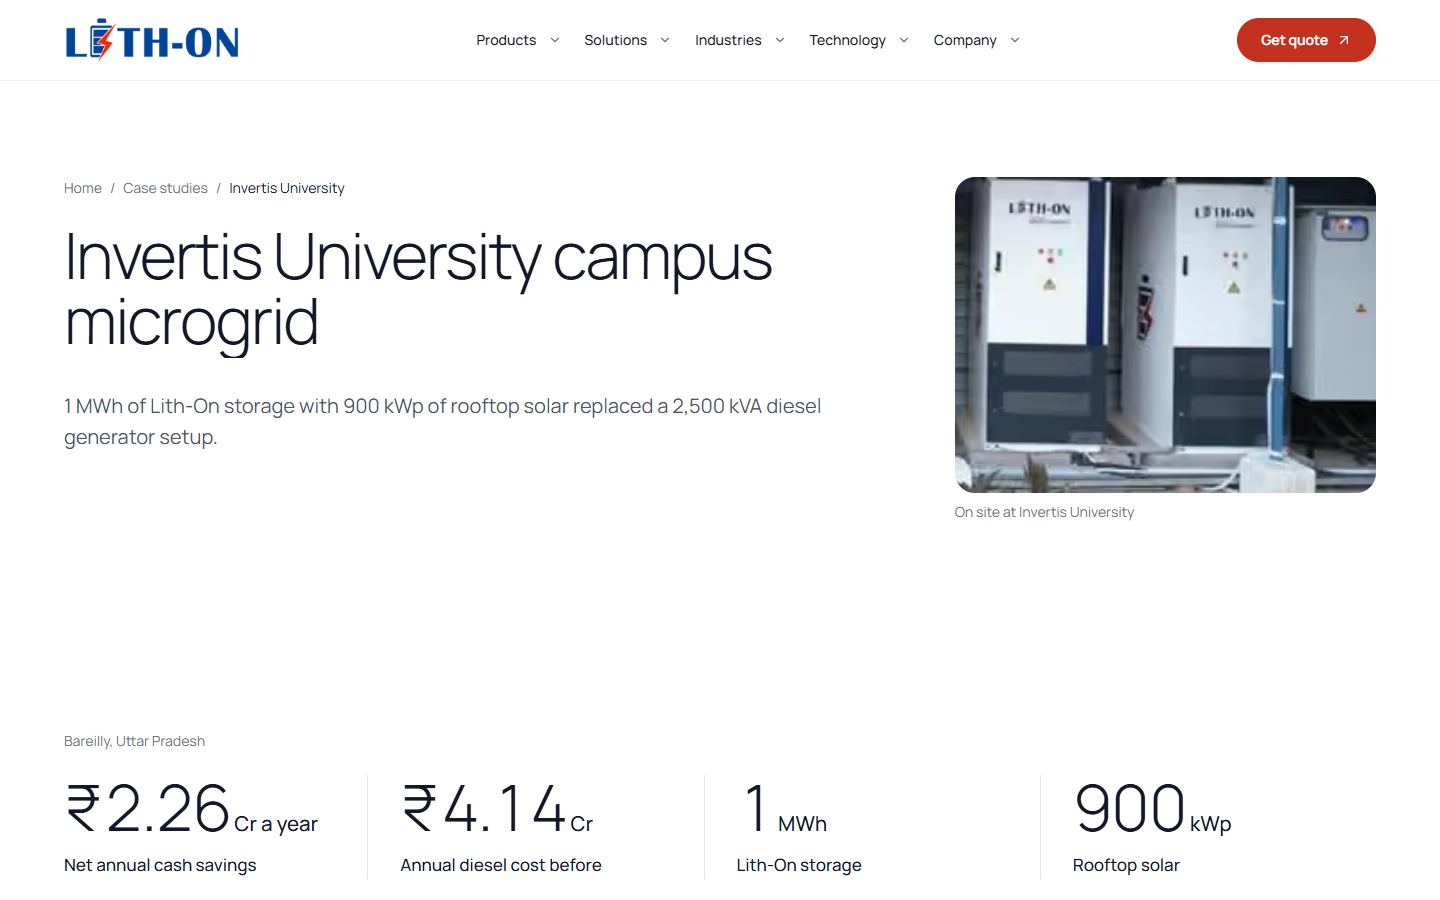 LITH-ON
Products
Solutions
Industries
Technology
Company
Get quote
Home / Case studies / Invertis University
Invertis University campus
microgrid
1 MWh of Lith-On storage with 900 kWp of rooftop solar replaced a 2,500 kVA diesel
generator setup.
LITH-ON
LITH-ON
On site at Invertis University
Bareilly, Uttar Pradesh
₹2.26 Cr a year
Net annual cash savings
₹4.14 Cr
Annual diesel cost before
1 MWh
Lith-On storage
900 kWp
Rooftop solar